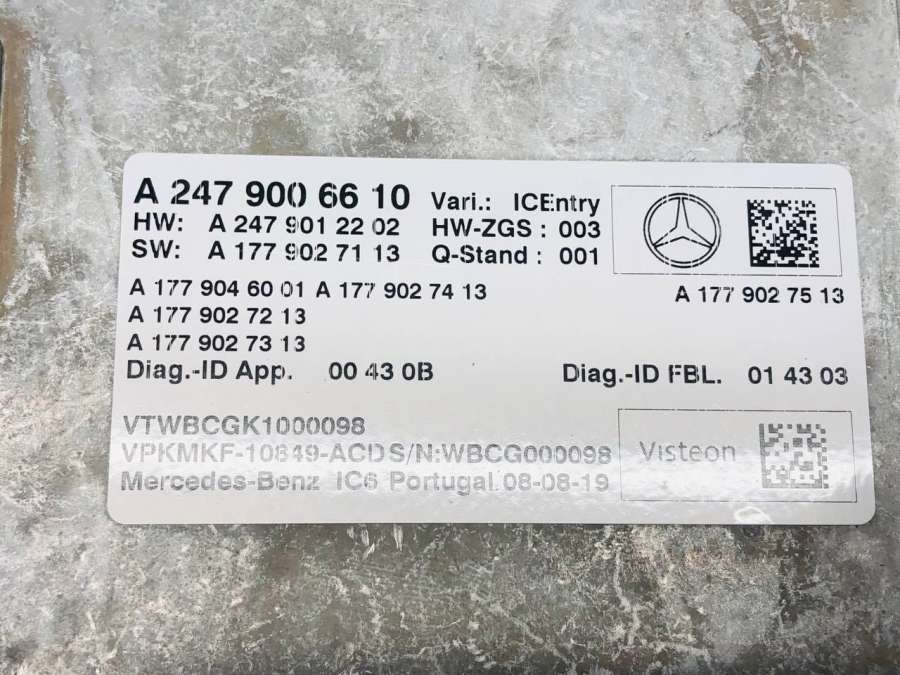 A 247 900 66 10 Vari.: ICEntry
HW: A 247 901 22 02 HW-ZGS : 003
SW: A 177 902 71 13 Q-Stand : 001
A 177 904 60 01 A 177 902 74 13 A 177 902 75 13
A 177 902 72 13
A 177 902 73 13
Diag.-ID App. 00 43 0B Diag.-ID FBL. 01 43 03
VTWBCGK1000098
VPKMKF-10849-ACD S/N:WBCG000098 Visteon
Mercedes-Benz IC6 Portugal 08-08-19